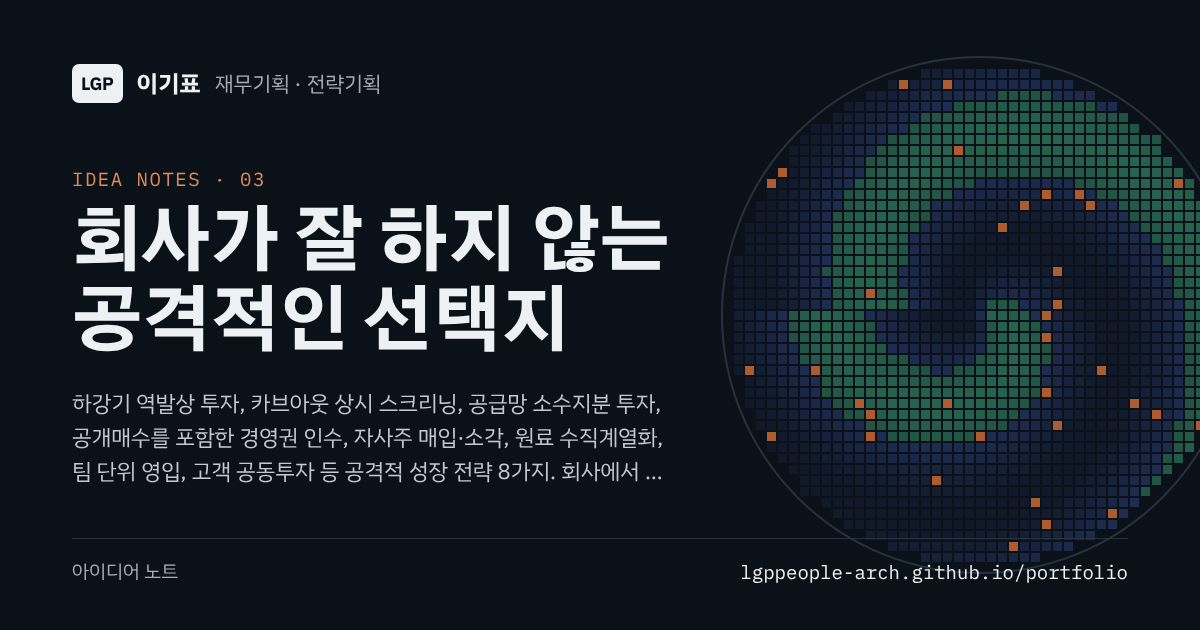 LGP 이기표 재무기획 · 전략기획
IDEA NOTES · 03
회사가 잘 하지 않는
공격적인 선택지
하강기 역발상 투자, 카브아웃 상시 스크리닝, 공급망 소수지분 투자,
공개매수를 포함한 경영권 인수, 자사주 매입·소각, 원료 수직계열화,
팀 단위 영입, 고객 공동투자 등 공격적 성장 전략 8가지. 회사에서 ...
아이디어 노트
lgppeople-arch.github.io/portfolio